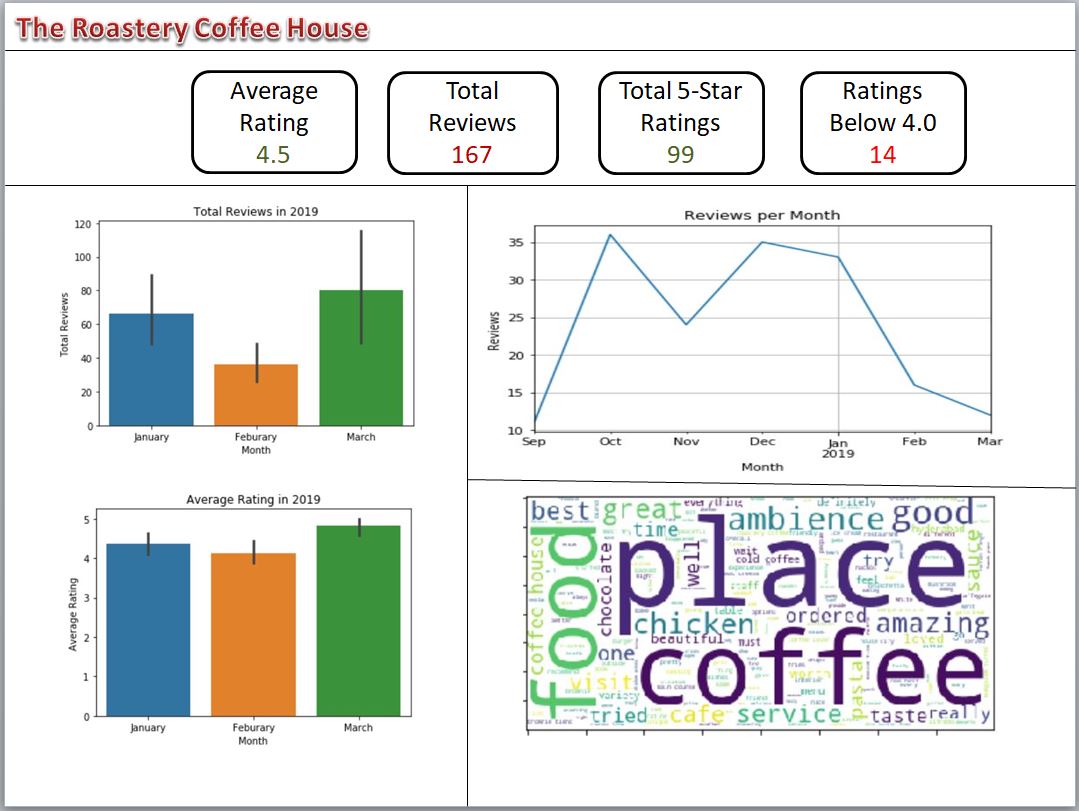 The Roastery Coffee House
Average
Rating
4.5
Total
Reviews
167
Total 5-Star
Ratings
99
Ratings
Below 4.0
14
Total Reviews in 2019
120
100
80
60
40
20
0
Total Reviews
January
Feburary
March
Month
Reviews per Month
35
30
25
20
15
10
Reviews
Sep
Oct
Nov
Dec
Jan
2019
Feb
Mar
Month
Average Rating in 2019
5
4
3
2
1
0
Average Rating
January
Feburary
March
Month
best
great
everything
definitely
time
ambience
good
hyderabad
place
wait
cold coffee
well
try
feel
sauce
food
coffee house
chocolate
staff
table
chicken
ordered
amazing
beautiful
must
loved
one
coffee
visit
variety
menu
pasta
tried
cafe
service
taste
really